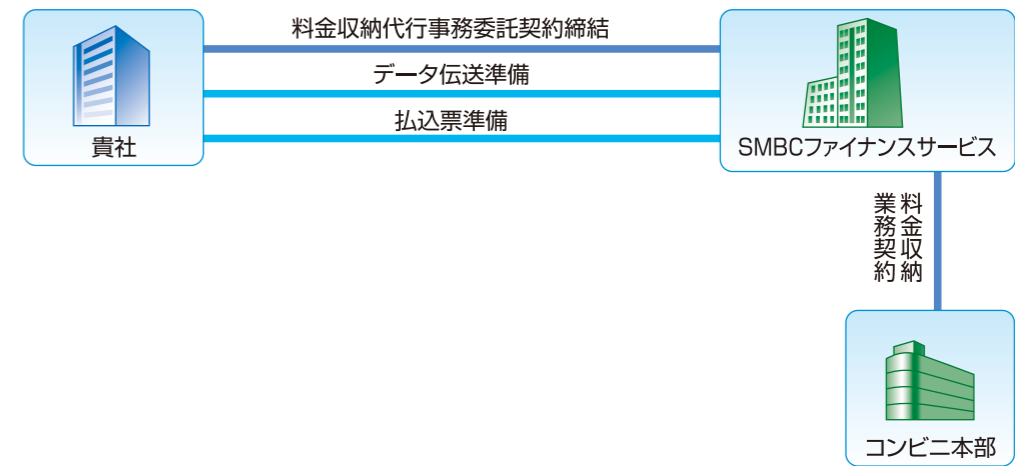 料金収納代行事務委託契約締結
データ伝送準備
払込票準備
貴社
SMBCファイナンスサービス
料金収納
業務契約
コンビニ本部